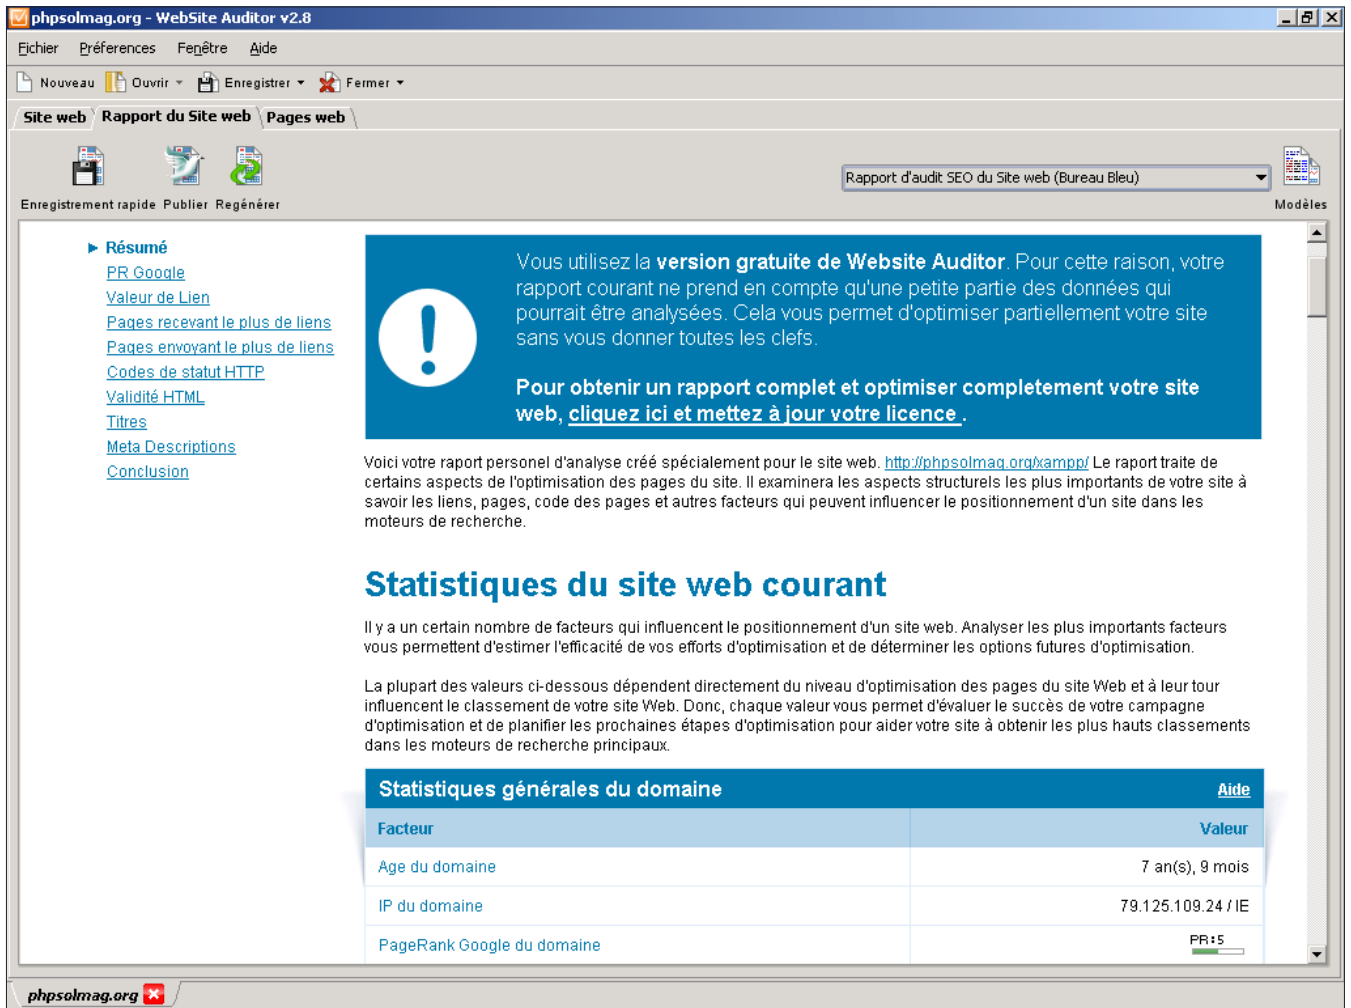 phpsolmag.org - WebSite Auditor v2.8
Fichier Préferences Fenêtre Aide
Nouveau Ouvrir Enregistrer Fermer
Site web Rapport du Site web Pages web
Rapport d'audit SEO du Site web (Bureau Bleu)
Enregistrement rapide Publier Regénérer Modèles
Résumé
PR Google
Valeur de Lien
Pages recevant le plus de liens
Pages envoyant le plus de liens
Codes de statut HTTP
Validité HTML
Titres
Meta Descriptions
Conclusion
Vous utilisez la version gratuite de Website Auditor. Pour cette raison, votre
rapport courant ne prend en compte qu'une petite partie des données qui
pourrait être analysées. Cela vous permet d'optimiser partiellement votre site
sans vous donner toutes les clefs.
Pour obtenir un rapport complet et optimiser completement votre site
web, cliquez ici et mettez à jour votre licence .
Voici votre raport personel d'analyse créé spécialement pour le site web. http://phpsolmag.org/xampp/ Le raport traite de
certains aspects de l'optimisation des pages du site. Il examinera les aspects structurels les plus importants de votre site à
savoir les liens, pages, code des pages et autres facteurs qui peuvent influencer le positionnement d'un site dans les
moteurs de recherche.
Statistiques du site web courant
Il y a un certain nombre de facteurs qui influencent le positionnement d'un site web. Analyser les plus importants facteurs
vous permettent d'estimer l'efficacité de vos efforts d'optimisation et de déterminer les options futures d'optimisation.
La plupart des valeurs ci-dessous dépendent directement du niveau d'optimisation des pages du site Web et à leur tour
influencent le classement de votre site Web. Donc, chaque valeur vous permet d'évaluer le succès de votre campagne
d'optimisation et de planifier les prochaines étapes d'optimisation pour aider votre site à obtenir les plus hauts classements
dans les moteurs de recherche principaux.
Statistiques générales du domaine Aide
Facteur Valeur
Age du domaine 7 an(s), 9 mois
IP du domaine 79.125.109.24 / IE
PageRank Google du domaine PR:5
phpsolmag.org